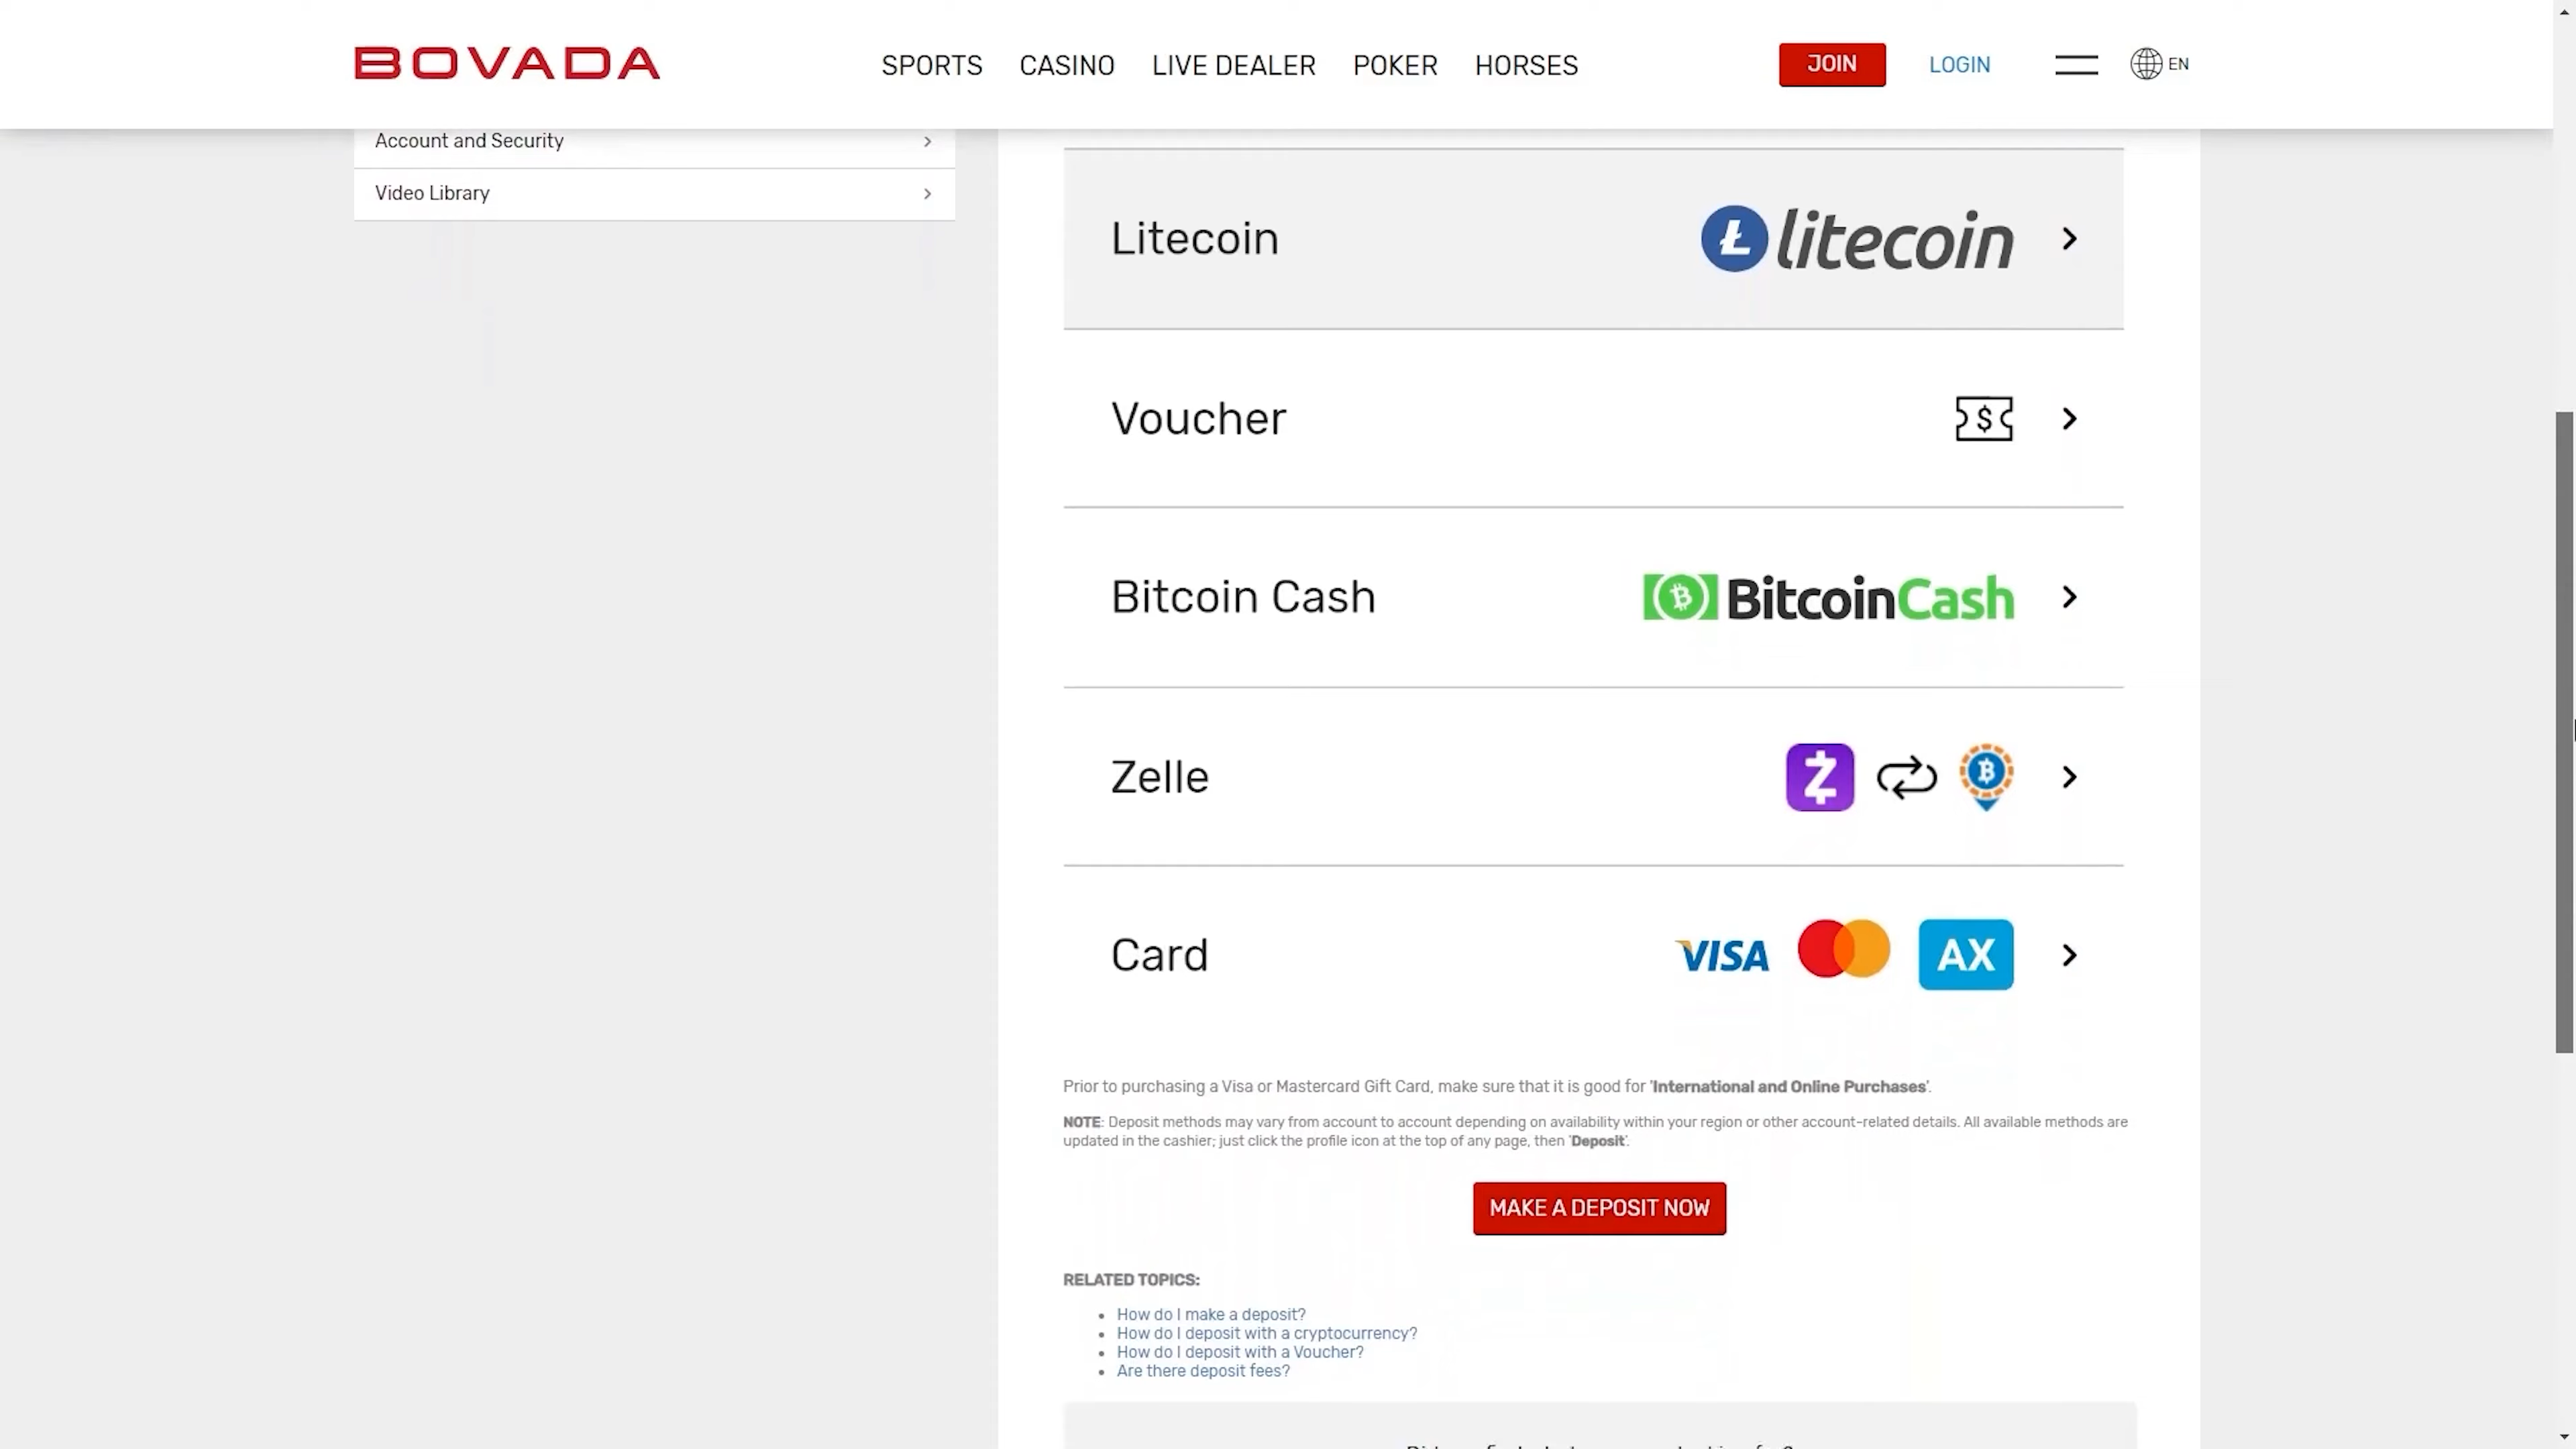 BOVADA
SPORTS CASINO LIVE DEALER POKER HORSES
JOIN LOGIN EN
Account and Security
Video Library
Litecoin litecoin
Voucher $
Bitcoin Cash BitcoinCash
Zelle
Card VISA AX
Prior to purchasing a Visa or Mastercard Gift Card, make sure that it is good for 'International and Online Purchases'.
NOTE: Deposit methods may vary from account to account depending on availability within your region or other account-related details. All available methods are
updated in the cashier; just click the profile icon at the top of any page, then 'Deposit'.
MAKE A DEPOSIT NOW
RELATED TOPICS:
How do I make a deposit?
How do I deposit with a cryptocurrency?
How do I deposit with a Voucher?
Are there deposit fees?